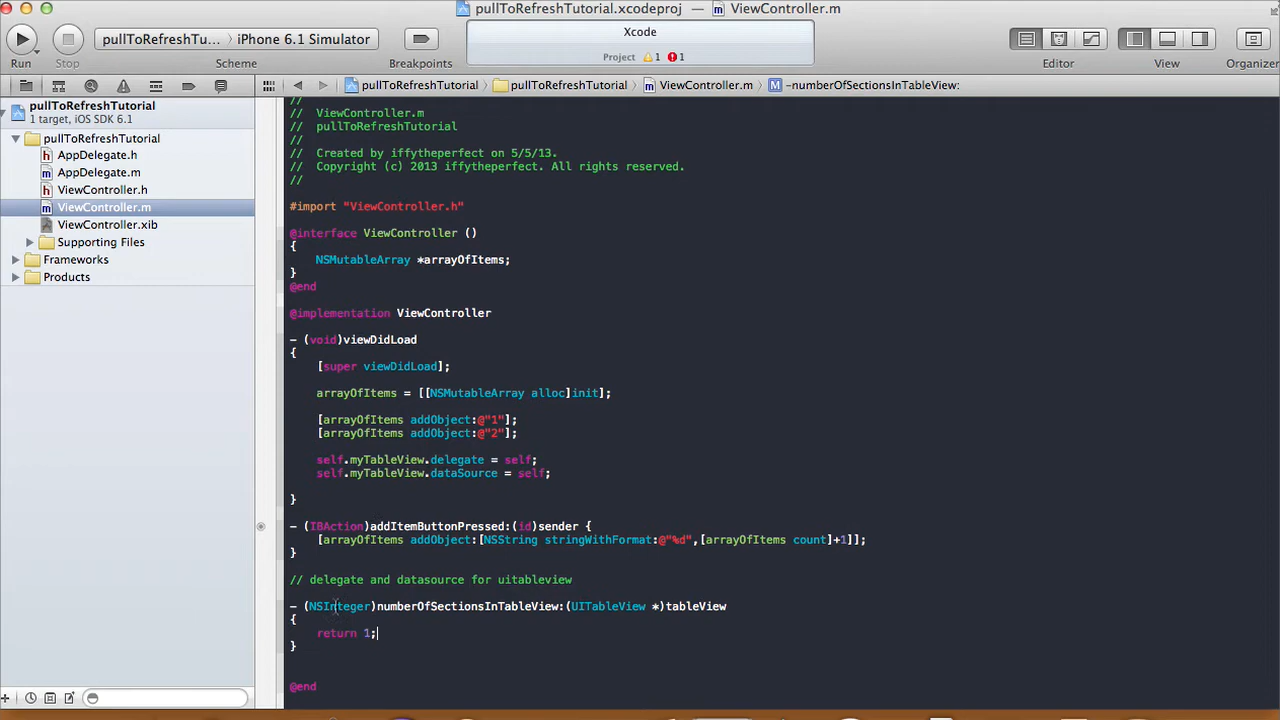 pullToRefreshTutorial.xcodeproj — ViewController.m
Run
Stop
pullToRefreshTu... iPhone 6.1 Simulator
Scheme
Breakpoints
Xcode
Project 1 1
Editor
View
Organizer
pullToRefreshTutorial pullToRefreshTutorial ViewController.m -numberOfSectionsInTableView:
pullToRefreshTutorial
1 target, iOS SDK 6.1
pullToRefreshTutorial
AppDelegate.h
AppDelegate.m
ViewController.h
ViewController.m
ViewController.xib
Supporting Files
Frameworks
Products
//
// ViewController.m
// pullToRefreshTutorial
//
// Created by iffytheperfect on 5/5/13.
// Copyright (c) 2013 iffytheperfect. All rights reserved.
//
#import "ViewController.h"
@interface ViewController ()
{
NSMutableArray *arrayOfItems;
}
@end
@implementation ViewController
- (void)viewDidLoad
{
[super viewDidLoad];
arrayOfItems = [[NSMutableArray alloc]init];
[arrayOfItems addObject:@"1"];
[arrayOfItems addObject:@"2"];
self.myTableView.delegate = self;
self.myTableView.dataSource = self;
}
- (IBAction)addItemButtonPressed:(id)sender {
[arrayOfItems addObject:[NSString stringWithFormat:@"%d",[arrayOfItems count]+1]];
}
// delegate and datasource for uitableview
- (NSInteger)numberOfSectionsInTableView:(UITableView *)tableView
{
return 1;
}
@end